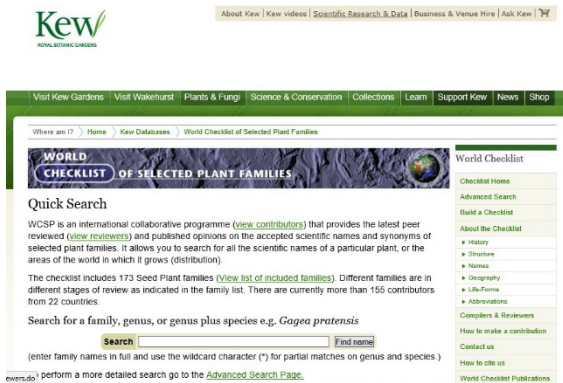 About Kew | Kew videos | Scientific Research & Data | Business & Venue Hire | Ask Kew
Kew
ROYAL BOTANIC GARDENS
Visit Kew Gardens Visit Wakehurst Plants & Fungi Science & Conservation Collections Learn Support Kew News Shop
Where am I? Home Kew Databases World Checklist of Selected Plant Families
WORLD
CHECKLIST OF SELECTED PLANT FAMILIES
Quick Search
WCSP is an international collaborative programme (view contributors) that provides the latest peer
reviewed (view reviewers) and published opinions on the accepted scientific names and synonyms of
selected plant families. It allows you to search for all the scientific names of a particular plant, or the
areas of the world in which it grows (distribution).
The checklist includes 173 Seed Plant families (View list of included families). Different families are in
different stages of review as indicated in the family list. There are currently more than 155 contributors
from 22 countries.
Search for a family, genus, or genus plus species e.g. Gagea pratensis
Search Find name
(enter family names in full and use the wildcard character (*) for partial matches on genus and species.)
perform a more detailed search go to the Advanced Search Page.
ewers.do
World Checklist
Checklist Home
Advanced Search
Build a Checklist
About the Checklist
History
Structure
Names
Geography
Life-Forms
Abbreviations
Compilers & Reviewers
How to make a contribution
Contact us
How to cite us
World Checklist Publications